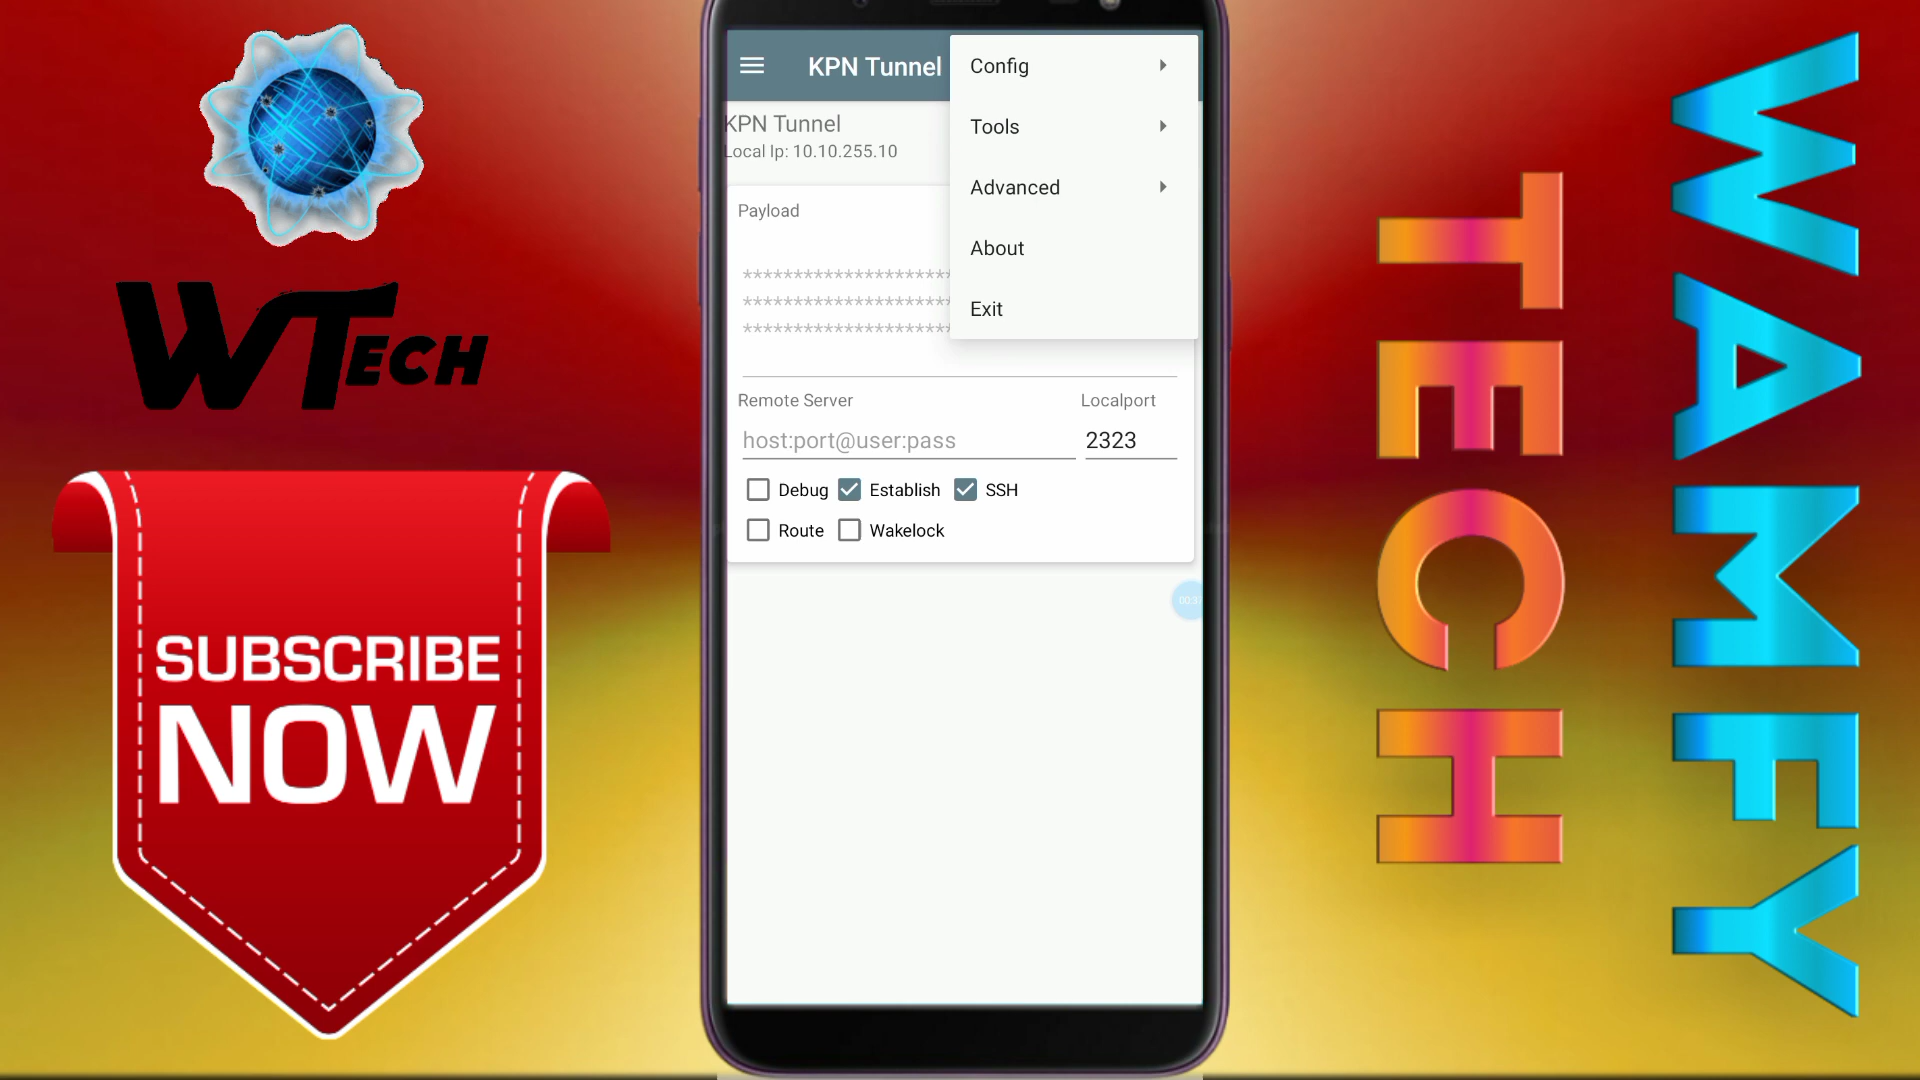 WTECH
SUBSCRIBE
NOW
KPN Tunnel
Config
Tools
Advanced
About
Exit
KPN Tunnel
Local Ip: 10.10.255.10
Payload
*********************
*********************
*********************
Remote Server
Localport
host:port@user:pass
2323
Debug
Establish
SSH
Route
Wakelock
WAMFY
TECH